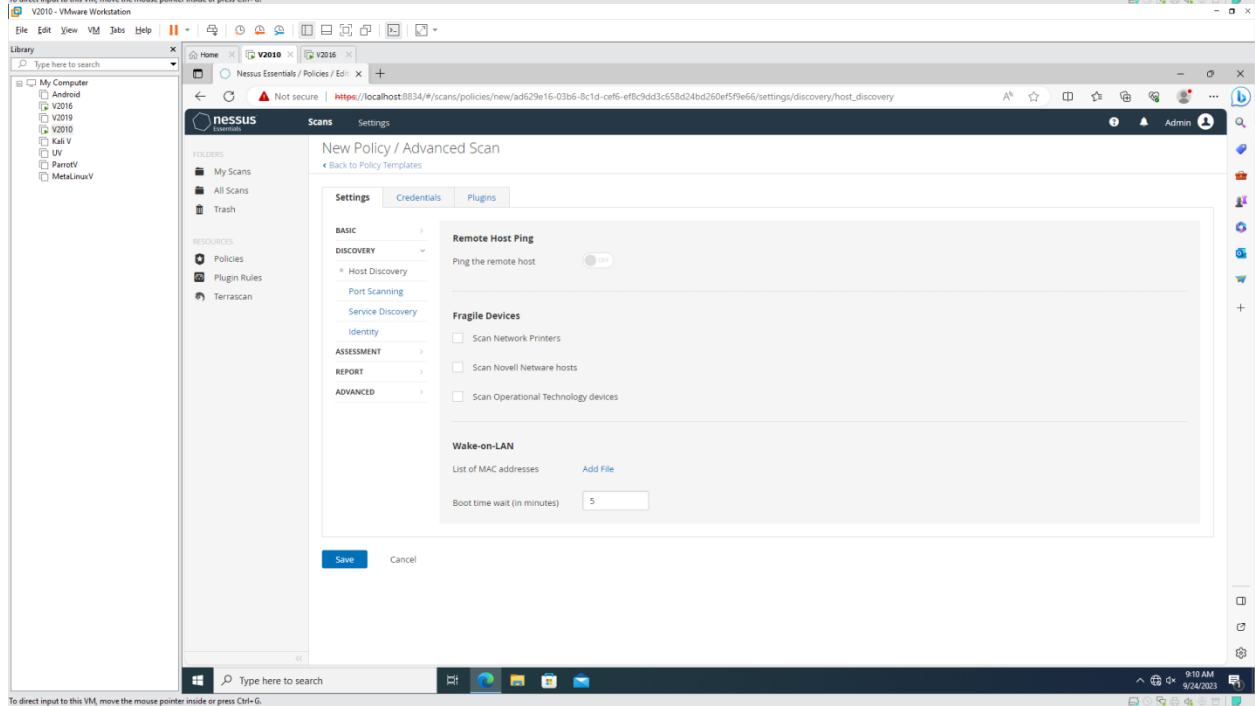 To direct input to this VM, move the mouse pointer inside or press Ctrl+G.
V2010 - VMware Workstation
File Edit View VM Tabs Help
Library
Type here to search
My Computer
Android
V2016
V2019
V2010
Kali V
UV
ParrotV
MetaLinuxV
Home
V2010
V2016
Nessus Essentials / Policies / Edit
Not secure https://localhost:8834/#/scans/policies/new/ad629e16-03b6-8c1d-cef6-ef8c9dd3c658d24bd260ef5f9e66/settings/discovery/host_discovery
nessus
Essentials
Scans Settings
Admin
FOLDERS
My Scans
All Scans
Trash
RESOURCES
Policies
Plugin Rules
Terrascan
New Policy / Advanced Scan
Back to Policy Templates
Settings Credentials Plugins
BASIC
DISCOVERY
Host Discovery
Port Scanning
Service Discovery
Identity
ASSESSMENT
REPORT
ADVANCED
Remote Host Ping
Ping the remote host OFF
Fragile Devices
Scan Network Printers
Scan Novell Netware hosts
Scan Operational Technology devices
Wake-on-LAN
List of MAC addresses Add File
Boot time wait (in minutes) 5
Save Cancel
Type here to search
9:10 AM
9/24/2023
To direct input to this VM, move the mouse pointer inside or press Ctrl+G.